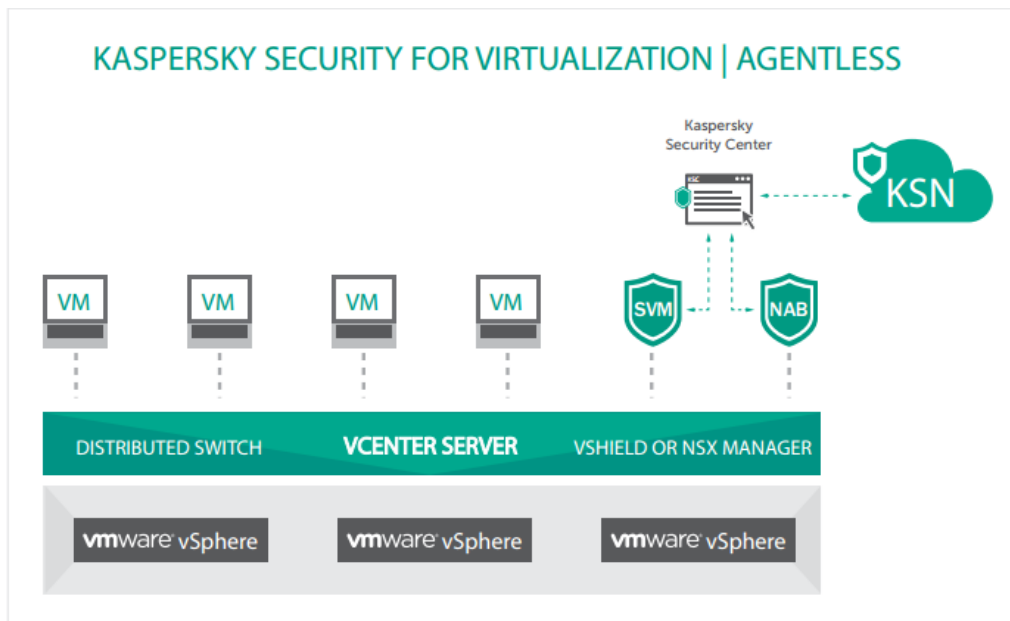 KASPERSKY SECURITY FOR VIRTUALIZATION | AGENTLESS
Kaspersky
Security Center
KSC
KSN
VM
VM
VM
VM
SVM
NAB
DISTRIBUTED SWITCH
VCENTER SERVER
VSHIELD OR NSX MANAGER
vmware vSphere
vmware vSphere
vmware vSphere